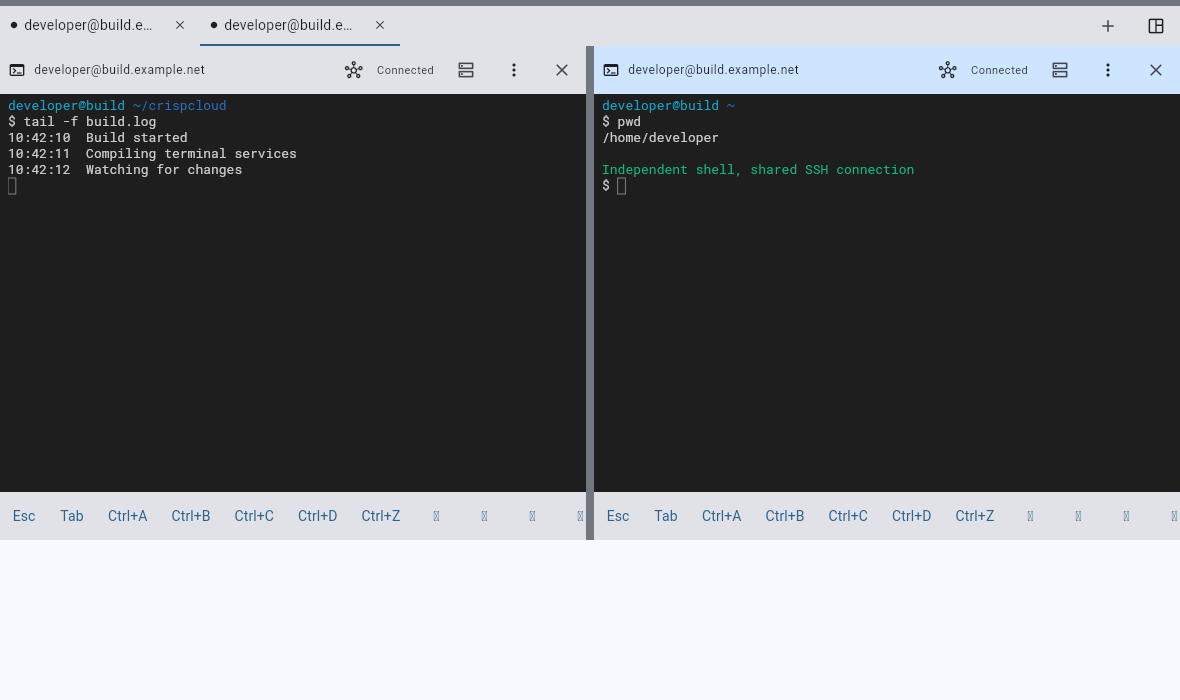 developer@build.e...
developer@build.e...
developer@build.example.net
Connected
developer@build ~/crispcloud
$ tail -f build.log
10:42:10  Build started
10:42:11  Compiling terminal services
10:42:12  Watching for changes
Esc Tab Ctrl+A Ctrl+B Ctrl+C Ctrl+D Ctrl+Z
developer@build.example.net
Connected
developer@build ~
$ pwd
/home/developer
Independent shell, shared SSH connection
$
Esc Tab Ctrl+A Ctrl+B Ctrl+C Ctrl+D Ctrl+Z